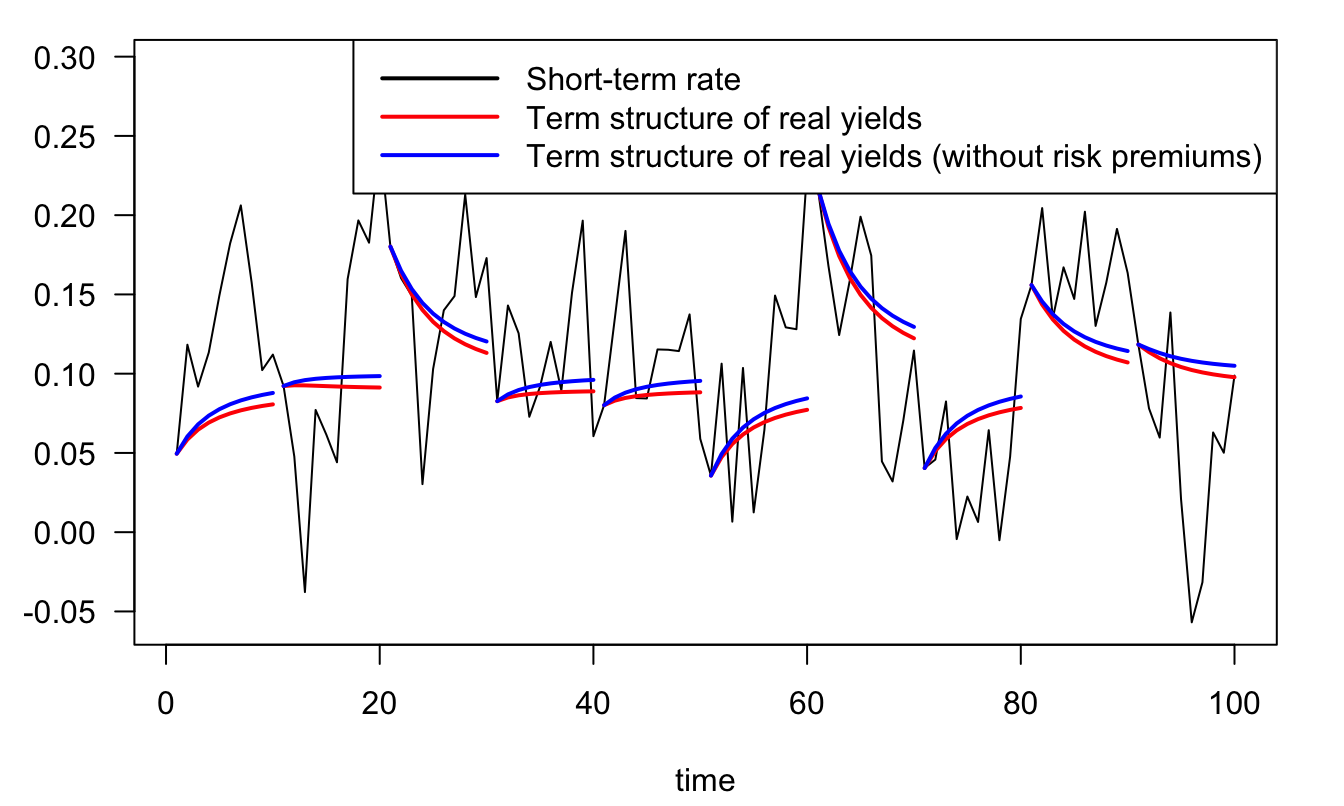 0.30
0.25
0.20
0.15
0.10
0.05
0.00
-0.05
Short-term rate
Term structure of real yields
Term structure of real yields (without risk premiums)
0 20 40 60 80 100
time